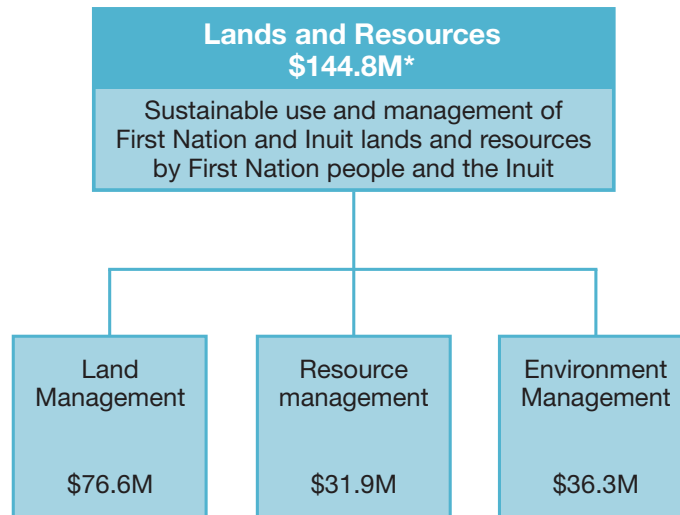 Lands and Resources
$144.8M*
Sustainable use and management of
First Nation and Inuit lands and resources
by First Nation people and the Inuit
Land
Management
$76.6M
Resource
management
$31.9M
Environment
Management
$36.3M